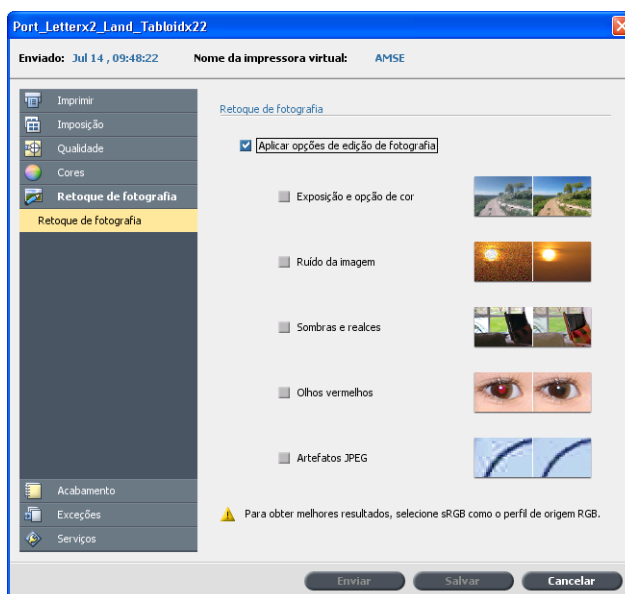 Port_Letterx2_Land_Tabloidx22
Enviado: Jul 14 , 09:48:22 Nome da impressora virtual: AMSE
Imprimir
Imposição
Qualidade
Cores
Retoque de fotografia
Retoque de fotografia
Acabamento
Exceções
Serviços
Retoque de fotografia
Aplicar opções de edição de fotografia
Exposição e opção de cor
Ruído da imagem
Sombras e realces
Olhos vermelhos
Artefatos JPEG
Para obter melhores resultados, selecione sRGB como o perfil de origem RGB.
Enviar Salvar Cancelar